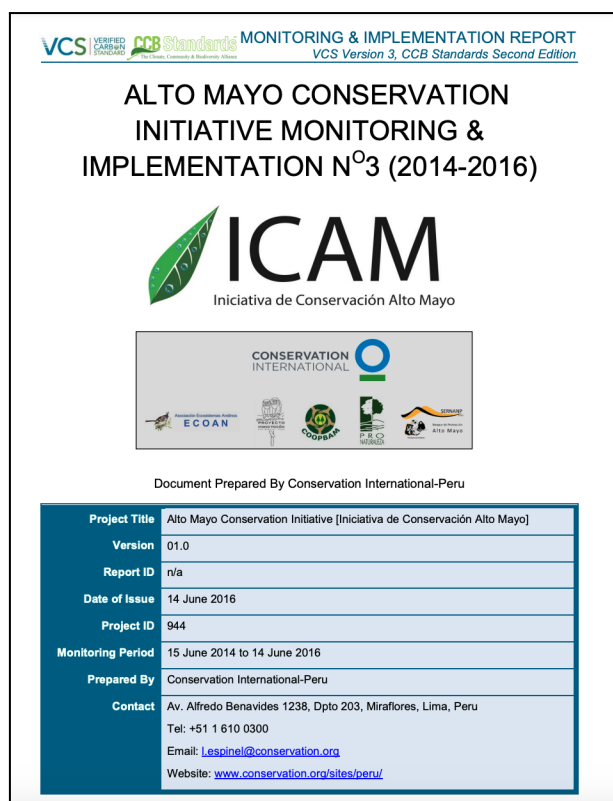 VCS VERIFIED CARBON STANDARD CCB Standards MONITORING & IMPLEMENTATION REPORT
The Climate, Community & Biodiversity Alliance VCS Version 3, CCB Standards Second Edition
ALTO MAYO CONSERVATION
INITIATIVE MONITORING &
IMPLEMENTATION Nº3 (2014-2016)
ICAM
Iniciativa de Conservación Alto Mayo
CONSERVATION
INTERNATIONAL
Asociación Ecosistemas Andinos
ECOAN
COOPBAM
PRO
NATURALEZA
SERNANP
Alto Mayo
Document Prepared By Conservation International-Peru
Project Title Alto Mayo Conservation Initiative [Iniciativa de Conservación Alto Mayo]
Version 01.0
Report ID n/a
Date of Issue 14 June 2016
Project ID 944
Monitoring Period 15 June 2014 to 14 June 2016
Prepared By Conservation International-Peru
Contact Av. Alfredo Benavides 1238, Dpto 203, Miraflores, Lima, Peru
Tel: +51 1 610 0300
Email: l.espinel@conservation.org
Website: www.conservation.org/sites/peru/